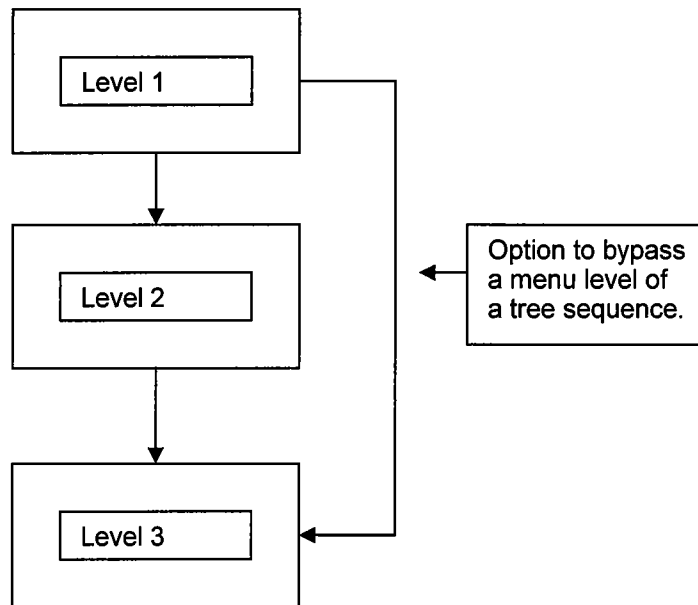 Level 1
Level 2
Option to bypass
a menu level of
a tree sequence.
Level 3